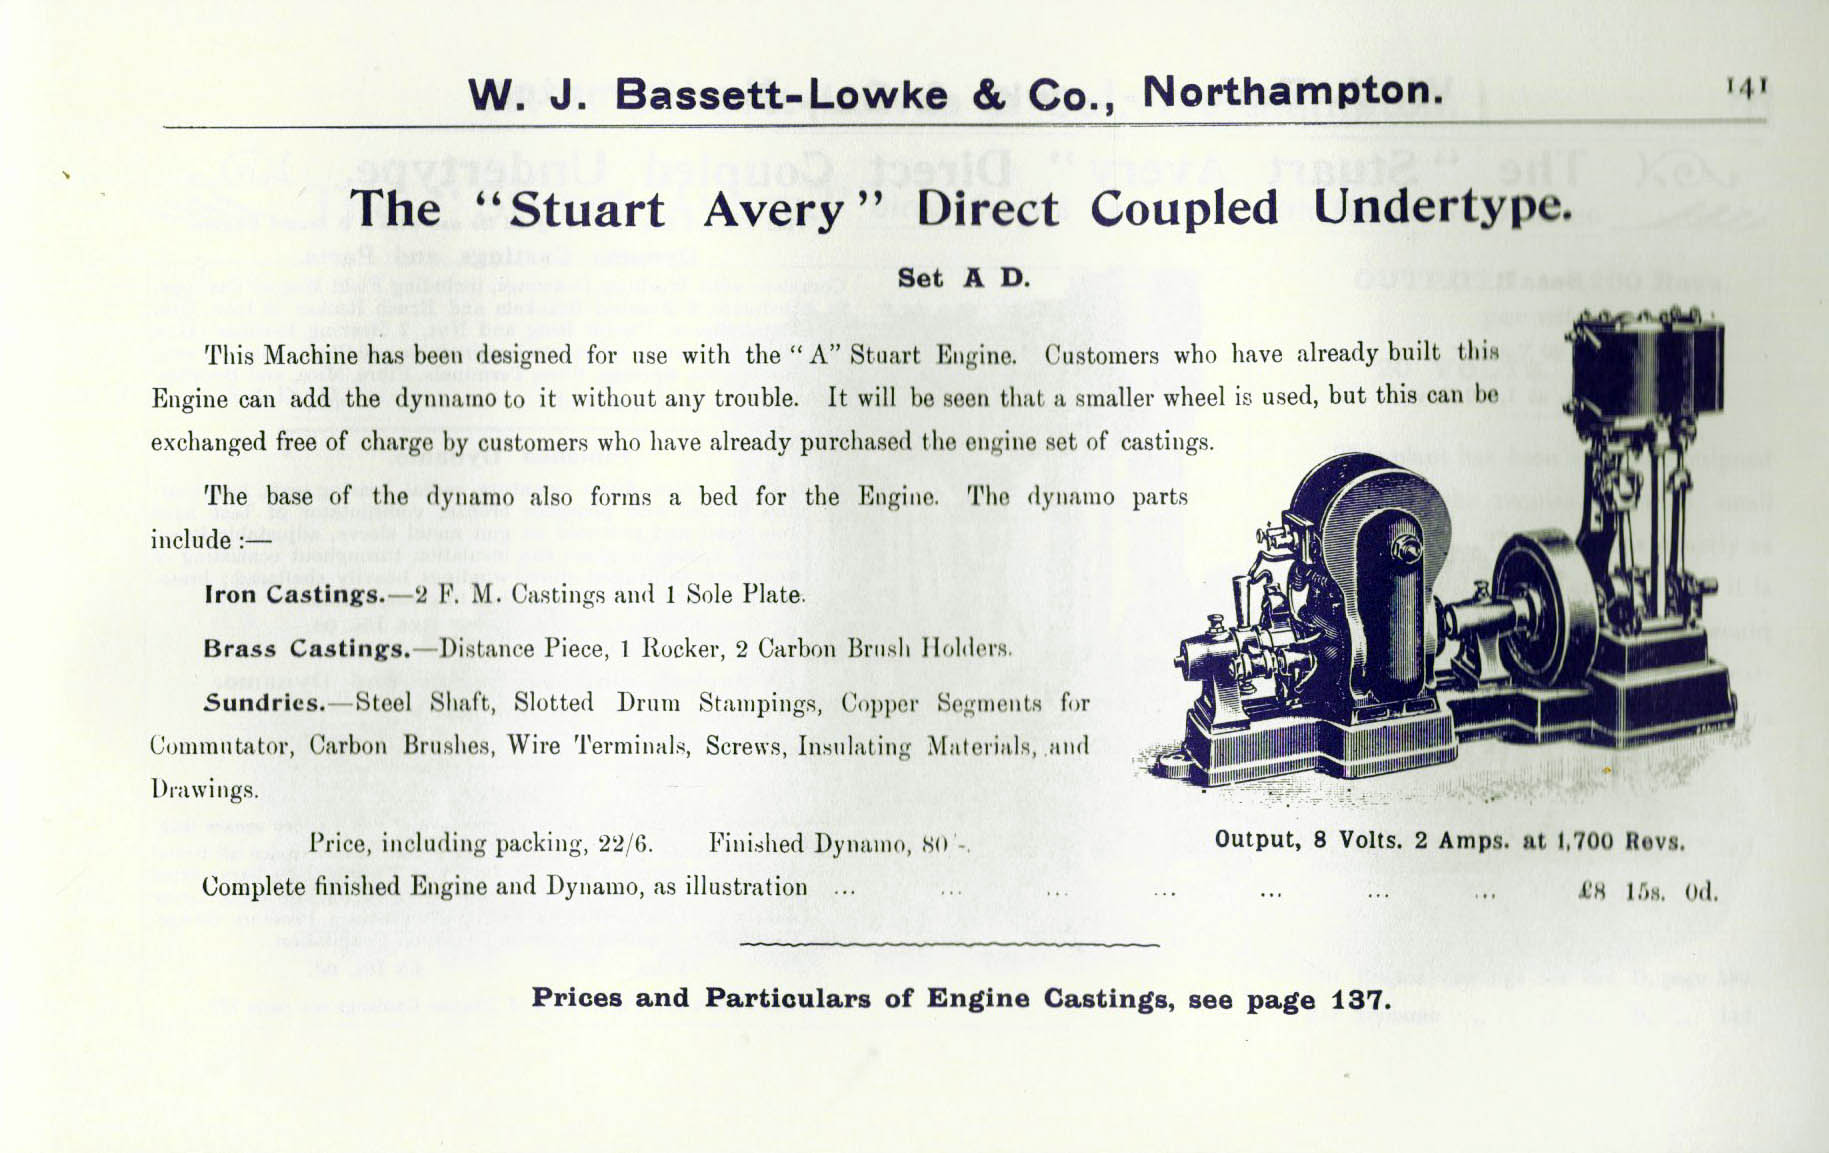 W. J. Bassett-Lowke & Co., Northampton. 141
The "Stuart Avery" Direct Coupled Undertype.
Set A D.
This Machine has been designed for use with the "A" Stuart Engine. Customers who have already built this
Engine can add the dynnamo to it without any trouble. It will be seen that a smaller wheel is used, but this can be
exchanged free of charge by customers who have already purchased the engine set of castings.
The base of the dynamo also forms a bed for the Engine. The dynamo parts
include :—
Iron Castings.—2 F. M. Castings and 1 Sole Plate.
Brass Castings.—Distance Piece, 1 Rocker, 2 Carbon Brush Holders.
Sundries.—Steel Shaft, Slotted Drum Stampings, Copper Segments for
Commutator, Carbon Brushes, Wire Terminals, Screws, Insulating Materials, and
Drawings.
Price, including packing, 22/6. Finished Dynamo, 80/-.
Output, 8 Volts. 2 Amps. at 1,700 Revs.
Complete finished Engine and Dynamo, as illustration ... ... ... ... ... ... ... £8 15s. 0d.
Prices and Particulars of Engine Castings, see page 137.